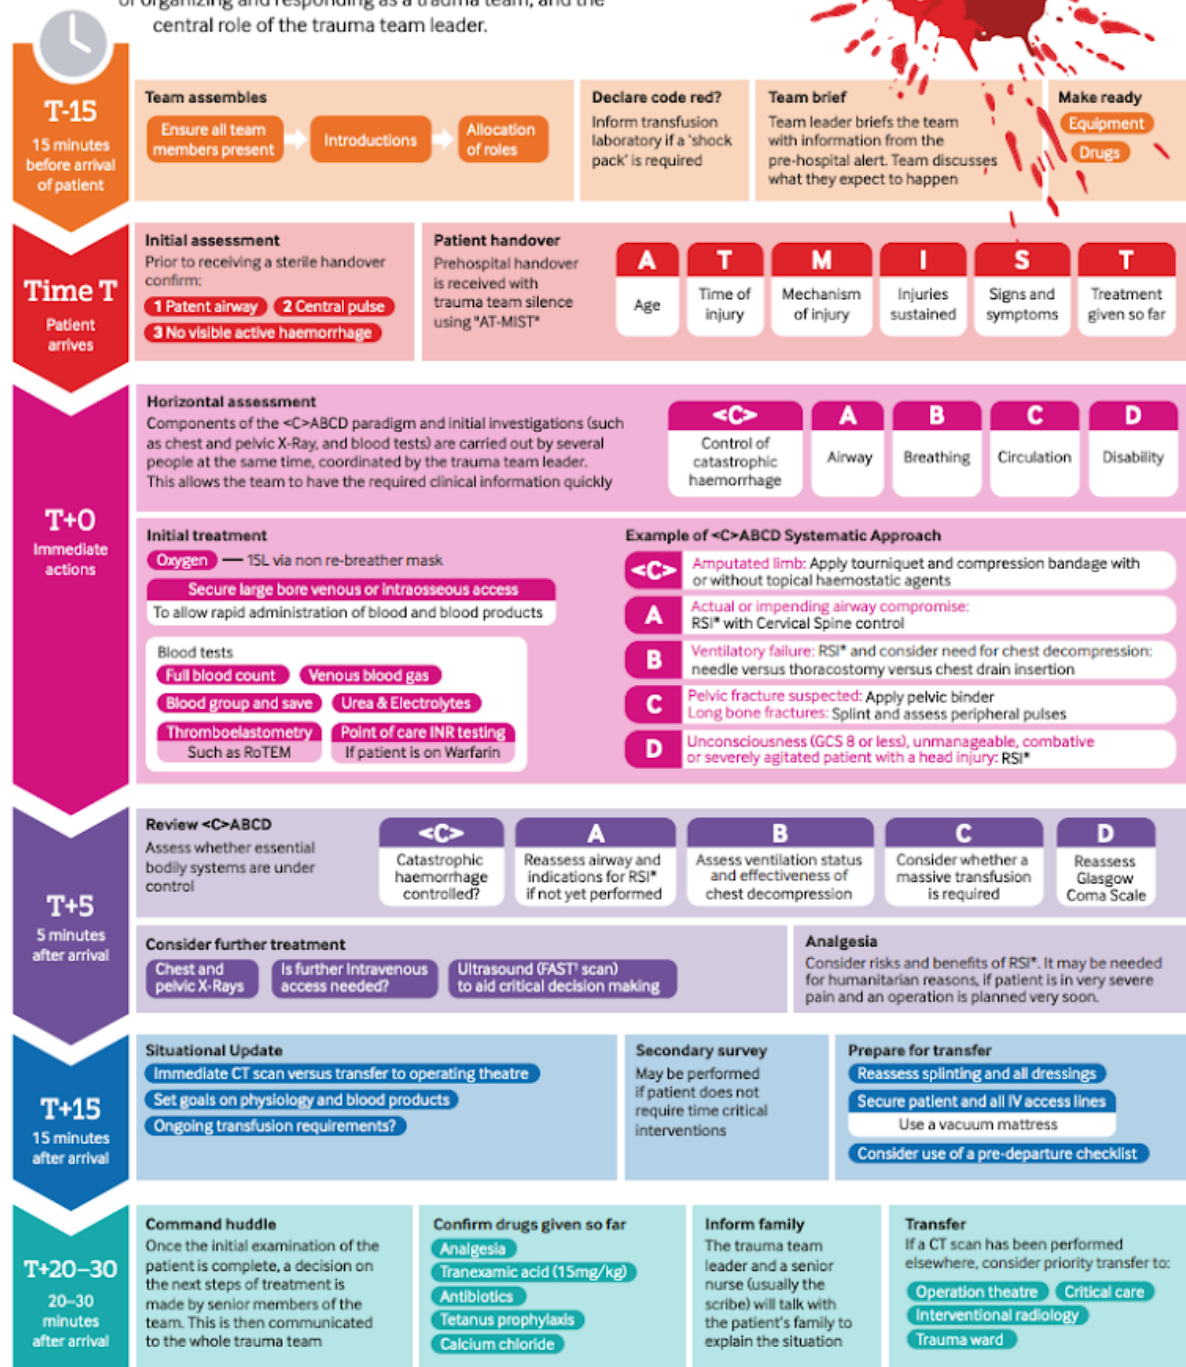 of organizing and responding as a trauma team, and the
central role of the trauma team leader.
T-15
15 minutes
before arrival
of patient
Team assembles
Ensure all team
members present
Introductions
Allocation
of roles
Declare code red?
Inform transfusion
laboratory if a 'shock
pack' is required
Team brief
Team leader briefs the team
with information from the
pre-hospital alert. Team discusses
what they expect to happen
Make ready
Equipment
Drugs
Time T
Patient
arrives
Initial assessment
Prior to receiving a sterile handover
confirm:
1 Patent airway
2 Central pulse
3 No visible active haemorrhage
Patient handover
Prehospital handover
is received with
trauma team silence
using "AT-MIST"
A
Age
T
Time of
injury
M
Mechanism
of injury
I
Injuries
sustained
S
Signs and
symptoms
T
Treatment
given so far
T+0
Immediate
actions
Horizontal assessment
Components of the <C>ABCD paradigm and initial investigations (such
as chest and pelvic X-Ray, and blood tests) are carried out by several
people at the same time, coordinated by the trauma team leader.
This allows the team to have the required clinical information quickly
<C>
Control of
catastrophic
haemorrhage
A
Airway
B
Breathing
C
Circulation
D
Disability
Initial treatment
Oxygen — 15L via non re-breather mask
Secure large bore venous or intraosseous access
To allow rapid administration of blood and blood products
Blood tests
Full blood count
Venous blood gas
Blood group and save
Urea & Electrolytes
Thromboelastometry
Such as RoTEM
Point of care INR testing
If patient is on Warfarin
Example of <C>ABCD Systematic Approach
<C>
Amputated limb: Apply tourniquet and compression bandage with
or without topical haemostatic agents
A
Actual or impending airway compromise:
RSI* with Cervical Spine control
B
Ventilatory failure: RSI* and consider need for chest decompression:
needle versus thoracostomy versus chest drain insertion
C
Pelvic fracture suspected: Apply pelvic binder
Long bone fractures: Splint and assess peripheral pulses
D
Unconsciousness (GCS 8 or less), unmanageable, combative
or severely agitated patient with a head injury: RSI*
T+5
5 minutes
after arrival
Review <C>ABCD
Assess whether essential
bodily systems are under
control
<C>
Catastrophic
haemorrhage
controlled?
A
Reassess airway and
indications for RSI*
if not yet performed
B
Assess ventilation status
and effectiveness of
chest decompression
C
Consider whether a
massive transfusion
is required
D
Reassess
Glasgow
Coma Scale
Consider further treatment
Chest and
pelvic X-Rays
Is further Intravenous
access needed?
Ultrasound (FAST† scan)
to aid critical decision making
Analgesia
Consider risks and benefits of RSI*. It may be needed
for humanitarian reasons, if patient is in very severe
pain and an operation is planned very soon.
T+15
15 minutes
after arrival
Situational Update
Immediate CT scan versus transfer to operating theatre
Set goals on physiology and blood products
Ongoing transfusion requirements?
Secondary survey
May be performed
if patient does not
require time critical
interventions
Prepare for transfer
Reassess splinting and all dressings
Secure patient and all IV access lines
Use a vacuum mattress
Consider use of a pre-departure checklist
T+20–30
20–30
minutes
after arrival
Command huddle
Once the initial examination of the
patient is complete, a decision on
the next steps of treatment is
made by senior members of the
team. This is then communicated
to the whole trauma team
Confirm drugs given so far
Analgesia
Tranexamic acid (15mg/kg)
Antibiotics
Tetanus prophylaxis
Calcium chloride
Inform family
The trauma team
leader and a senior
nurse (usually the
scribe) will talk with
the patient's family to
explain the situation
Transfer
If a CT scan has been performed
elsewhere, consider priority transfer to:
Operation theatre
Critical care
Interventional radiology
Trauma ward